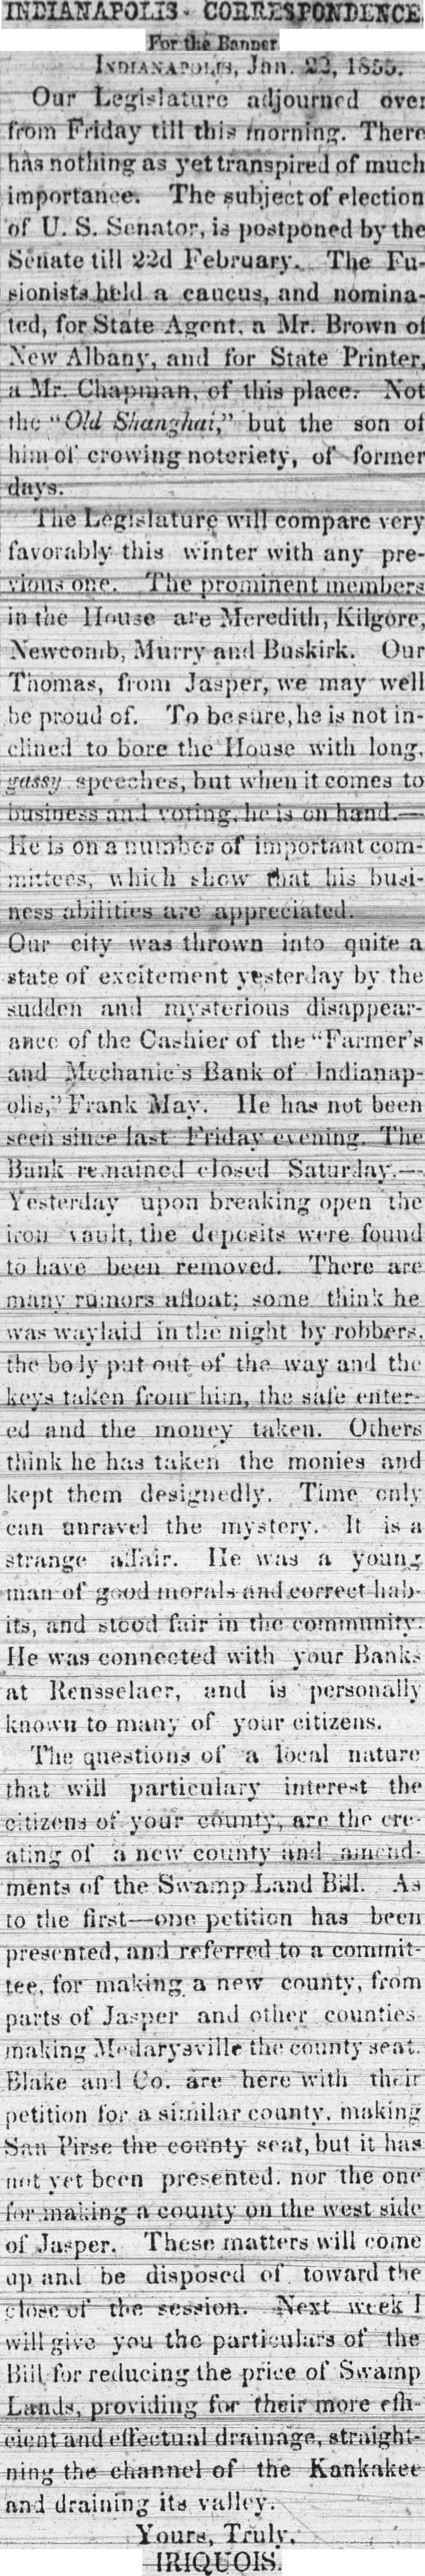 INDIANAPOLIS CORRESPONDENCE
For the Banner
INDIANAPOLIS, Jan. 22, 1855.
Our Legislature adjourned over
from Friday till this morning. There
has nothing as yet transpired of much
importance. The subject of election
of U. S. Senator, is postponed by the
Senate till 22d February. The Fu-
sionists held a caucus, and nomina-
ted, for State Agent, a Mr. Brown of
New Albany, and for State Printer,
a Mr. Chapman, of this place. Not
the "Old Shanghai," but the son of
him of crowing noteriety, of former
days.
The Legislature will compare very
favorably this winter with any pre-
vious one. The prominent members
in the House are Meredith, Kilgore,
Newcomb, Murry and Buskirk. Our
Thomas, from Jasper, we may well
be proud of. To be sure, he is not in-
clined to bore the House with long,
gassy speeches, but when it comes to
business and voting, he is on hand.—
He is on a number of important com-
mittees, which show that his busi-
ness abilities are appreciated.
Our city was thrown into quite a
state of excitement yesterday by the
sudden and mysterious disappear-
ance of the Cashier of the "Farmer's
and Mechanic's Bank of Indianap-
olis," Frank May. He has not been
seen since last Friday evening. The
Bank remained closed Saturday.—
Yesterday upon breaking open the
iron vault, the deposits were found
to have been removed. There are
many rumors afloat; some think he
was waylaid in the night by robbers,
the body put out of the way and the
keys taken from him, the safe enter-
ed and the money taken. Others
think he has taken the monies and
kept them designedly. Time only
can unravel the mystery. It is a
strange affair. He was a young
man of good morals and correct hab-
its, and stood fair in the community.
He was connected with your Banks
at Rensselaer, and is personally
known to many of your citizens.
The questions of a local nature
that will particulary interest the
citizens of your county, are the cre-
ating of a new county and amend-
ments of the Swamp Land Bill. As
to the first—one petition has been
presented, and referred to a commit-
tee, for making a new county, from
parts of Jasper and other counties
making Medarysville the county seat.
Blake and Co. are here with their
petition for a similar county, making
San Pirse the county seat, but it has
not yet been presented. nor the one
for making a county on the west side
of Jasper. These matters will come
up and be disposed of toward the
close of the session. Next week I
will give you the particulars of the
Bill for reducing the price of Swamp
Lands, providing for their more effi-
cient and effectual drainage, straight-
ning the channel of the Kankakee
and draining its valley.
Yours, Truly,
IRIQUOIS.